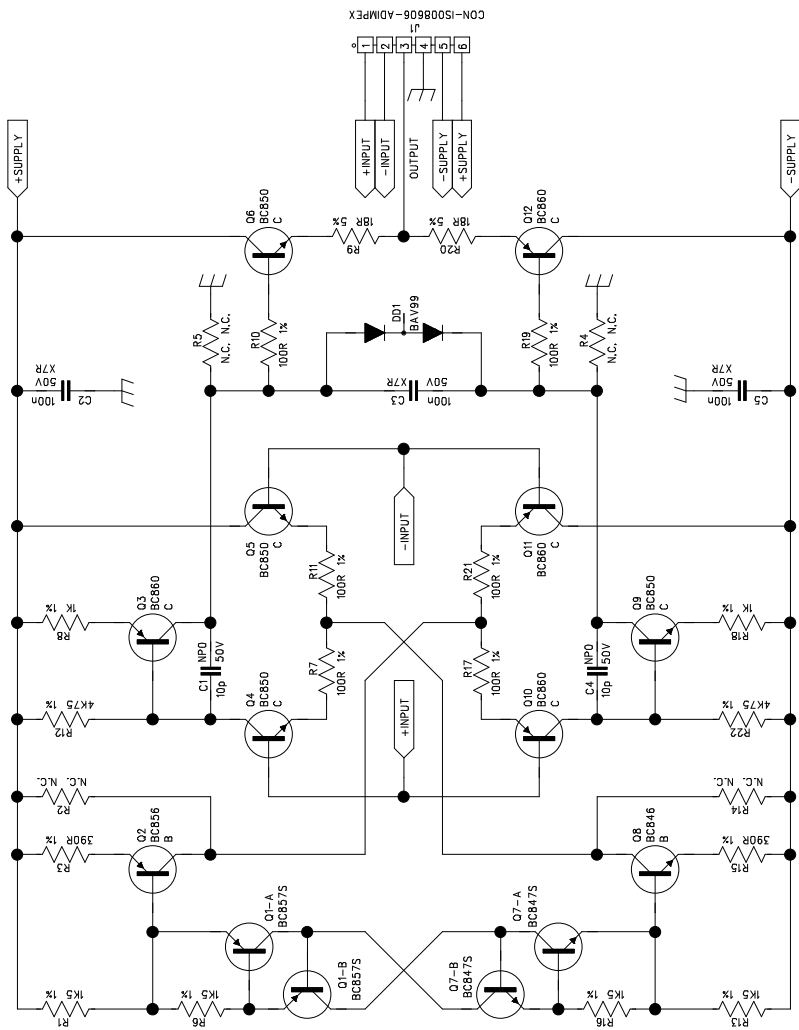 CON-IS008606-ADIMPEX
J1
1
2
3
4
5
6
+INPUT
-INPUT
OUTPUT
-SUPPLY
+SUPPLY
+SUPPLY
-SUPPLY
Q6
BC850
C
R9
18R 5%
R20
18R 5%
Q12
BC860
C
R5
N.C. N.C.
R10
100R 1%
DD1
BAV99
R19
100R 1%
R4
N.C. N.C.
C2
100n
50V
X7R
C3
100n
50V
X7R
C5
100n
50V
X7R
Q5
BC850
C
-INPUT
Q11
BC860
C
R11
100R 1%
R21
100R 1%
R8
1K 1%
Q3
BC860
C
C1 NP0
10p 50V
R7
100R 1%
R17
100R 1%
C4 NP0
10p 50V
Q9
BC850
C
R18
1K 1%
R12
4K75 1%
Q4
BC850
C
+INPUT
Q10
BC860
C
R22
4K75 1%
R2
N.C. N.C.
R14
N.C. N.C.
R3
390R 1%
Q2
BC856
B
Q8
BC846
B
R15
390R 1%
Q1-A
BC857S
Q7-A
BC847S
Q1-B
BC857S
Q7-B
BC847S
R1
1K5 1%
R6
1K5 1%
R16
1K5 1%
R13
1K5 1%